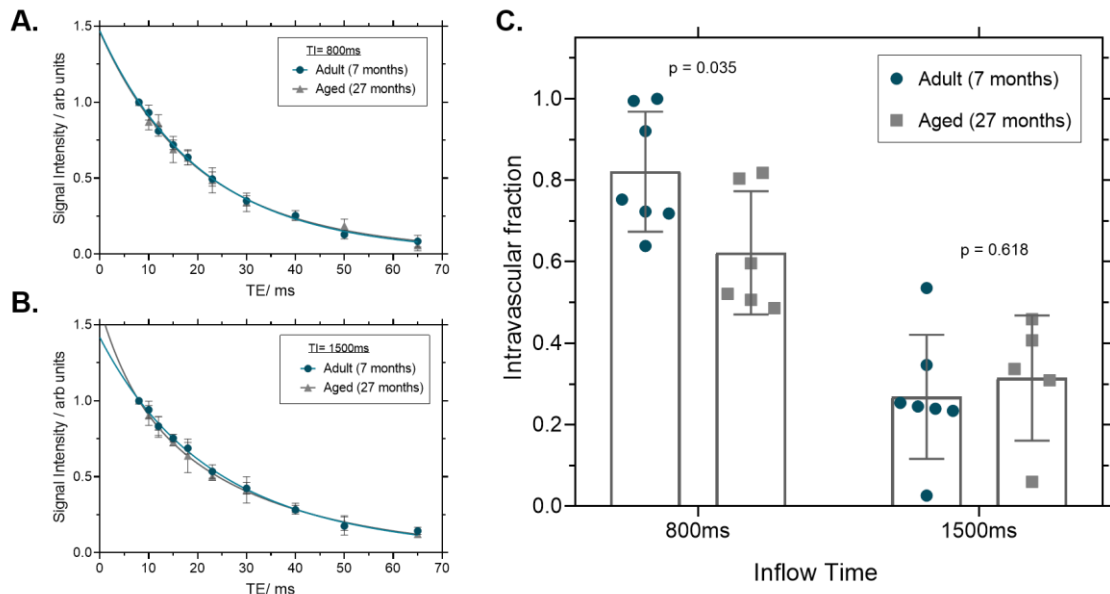 A.
1.5
1.0
0.5
0.0
Signal Intensity / arb units
TI= 800ms
Adult (7 months)
Aged (27 months)
0 10 20 30 40 50 60 70
TE/ ms
B.
1.5
1.0
0.5
0.0
Signal Intensity / arb units
TI= 1500ms
Adult (7 months)
Aged (27 months)
0 10 20 30 40 50 60 70
TE/ ms
C.
1.0
0.8
0.6
0.4
0.2
0.0
Intravascular fraction
p = 0.035
Adult (7 months)
Aged (27 months)
p = 0.618
800ms 1500ms
Inflow Time